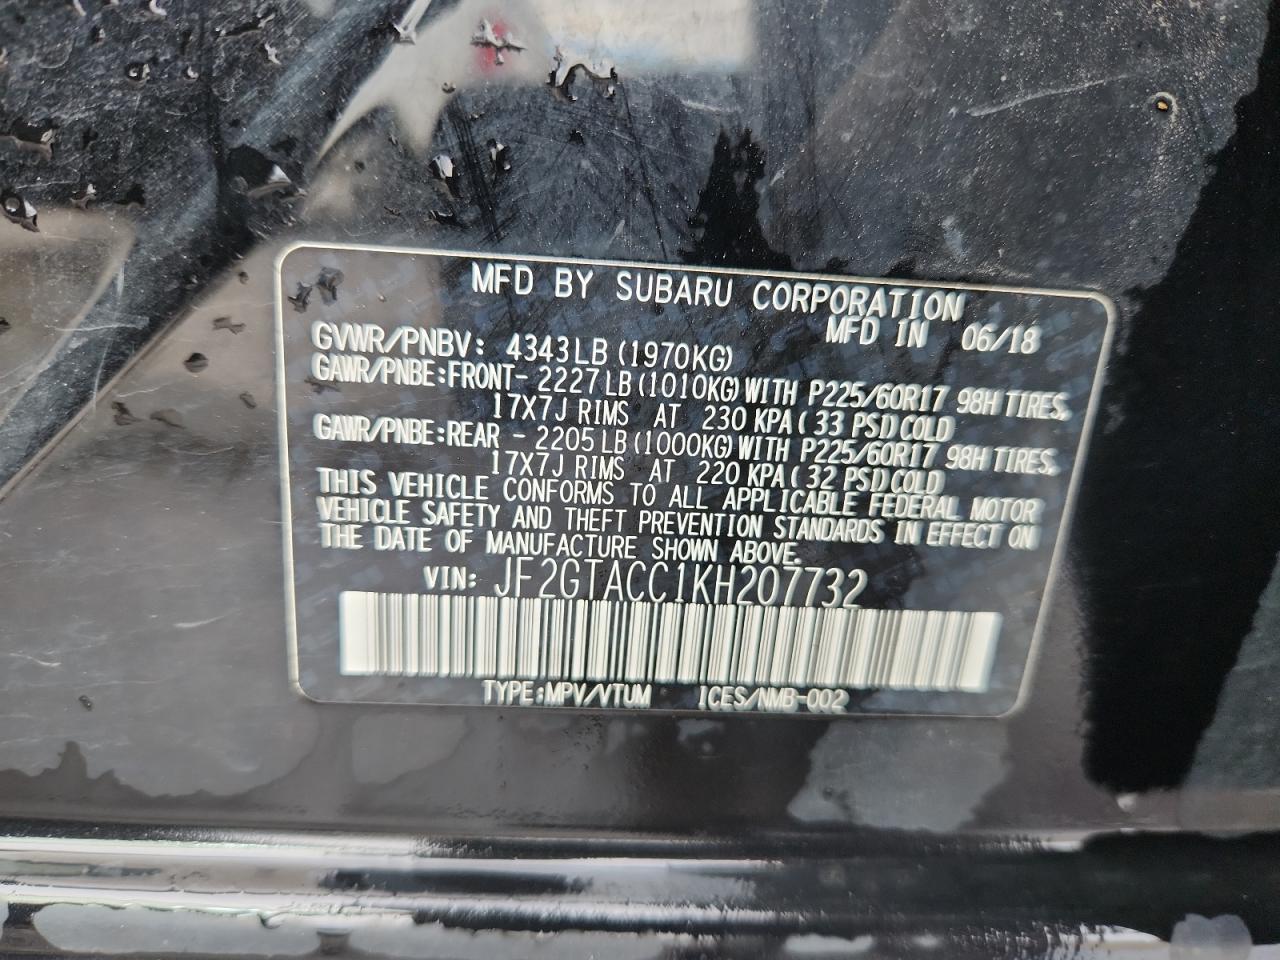 MFD BY SUBARU CORPORATION
MFD IN 06/18
GVWR/PNBV: 4343LB(1970KG)
GAWR/PNBE:FRONT- 2227LB(1010KG)WITH P225/60R17 98H TIRES,
17X7J RIMS AT 230 KPA(33 PSI)COLD
GAWR/PNBE:REAR - 2205LB(1000KG)WITH P225/60R17 98H TIRES,
17X7J RIMS AT 220 KPA(32 PSI)COLD
THIS VEHICLE CONFORMS TO ALL APPLICABLE FEDERAL MOTOR
VEHICLE SAFETY AND THEFT PREVENTION STANDARDS IN EFFECT ON
THE DATE OF MANUFACTURE SHOWN ABOVE.
VIN: JF2GTACC1KH207732
TYPE:MPV/VTUM ICES/NMB-002